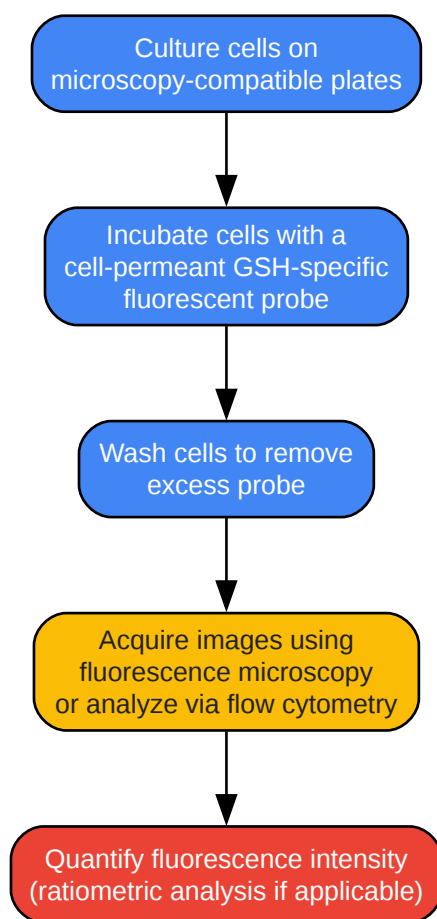 Culture cells on
microscopy-compatible plates
Incubate cells with a
cell-permeant GSH-specific
fluorescent probe
Wash cells to remove
excess probe
Acquire images using
fluorescence microscopy
or analyze via flow cytometry
Quantify fluorescence intensity
(ratiometric analysis if applicable)